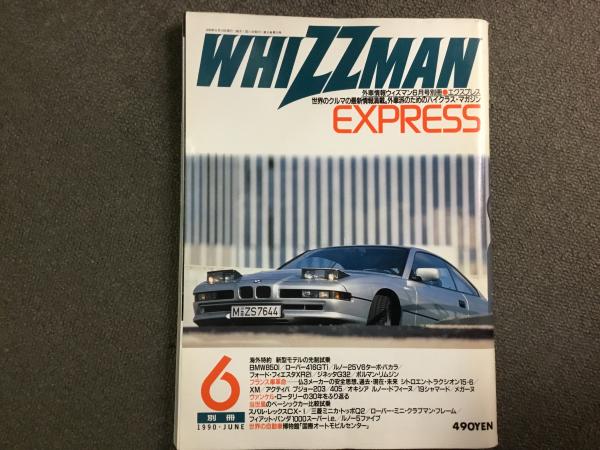 WHIZZMAN
外車情報ウィズマン6月号別冊●エクスプレス
世界のクルマの最新情報満載。外車派のためのハイクラス・マガジン
EXPRESS
M ZS7644
海外特約 新型モデルの先制試乗
BMW850i/ローバー416GTi/ルノー25V6ターボ・バカラ/
フォード・フィエスタXR2i/ジネッタG32/ボルマン・リムジン
フランス車革命──仏3メーカーの安全思想、過去・現在・未来 シトロエン・トラクシオン15-6/
XM/アクティバ プジョー203/405/オキシア ルノー・ドフィーヌ/19シャマード/メガーヌ
ヴァンケル・ロータリーの30年をふり返る
当世風のベーシックカー比較試乗
スバル・レックスCX・i/三菱ミニカトッポQ2/ローバー・ミニ・クラブマン・フレーム/
フィアット・パンダ1000スーパーi.e./ルノー5ファイブ
世界の自動車博物館「国際オートモビルセンター」
6
別冊
1990・JUNE
490YEN